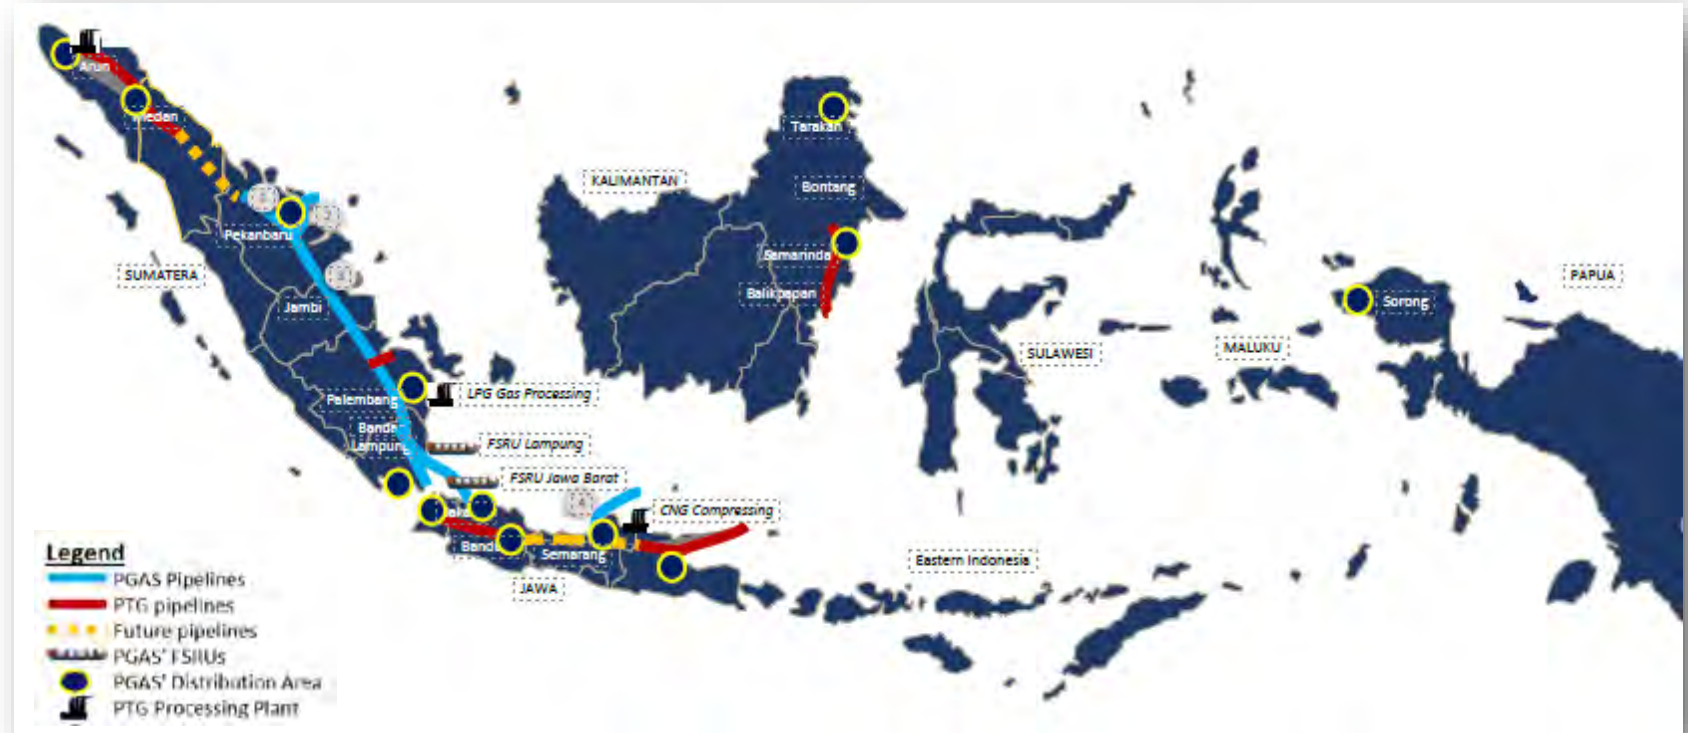 Arun
Medan
Tarakan
KALIMANTAN
Bontang
Pekanbaru
SUMATERA
Samarinda
Balikpapan
PAPUA
Sorong
Jambi
SULAWESI
MALUKU
LPG Gas Processing
Palembang
Lampung
FSRU Lampung
FSRU Jawa Barat
4
CNG Compressing
Semarang
Eastern Indonesia
JAWA
Legend
PGAS Pipelines
PTG pipelines
Future pipelines
PGAS' FSRUs
PGAS' Distribution Area
PTG Processing Plant